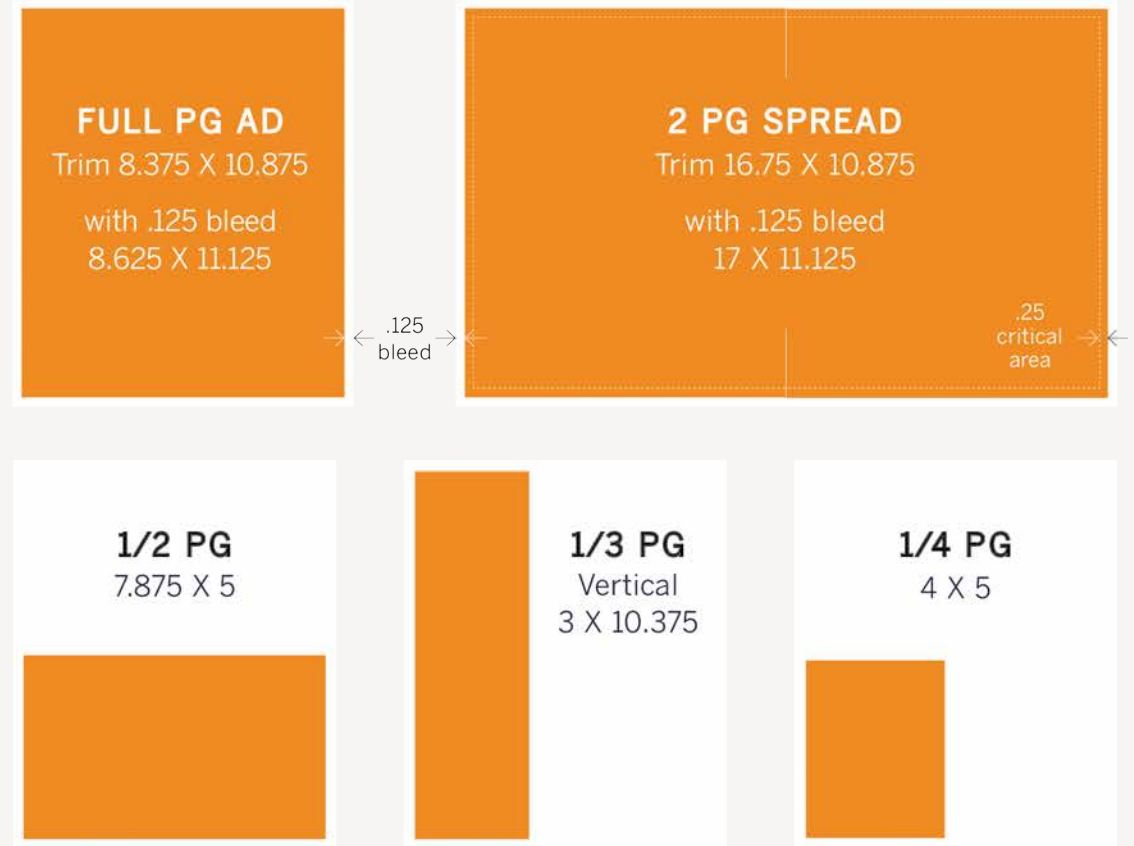 FULL PG AD
Trim 8.375 X 10.875
with .125 bleed
8.625 X 11.125
2 PG SPREAD
Trim 16.75 X 10.875
with .125 bleed
17 X 11.125
.125
bleed
.25
critical
area
1/2 PG
7.875 X 5
1/3 PG
Vertical
3 X 10.375
1/4 PG
4 X 5